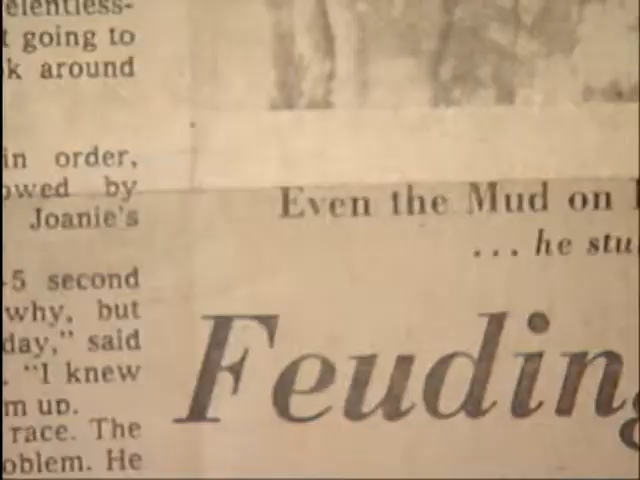 elentless-
t going to
k around
in order,
owed by
Joanie's
-5 second
why, but
day," said
. "I knew
m up.
race. The
oblem. He
Even the Mud on
... he stu
Feuding